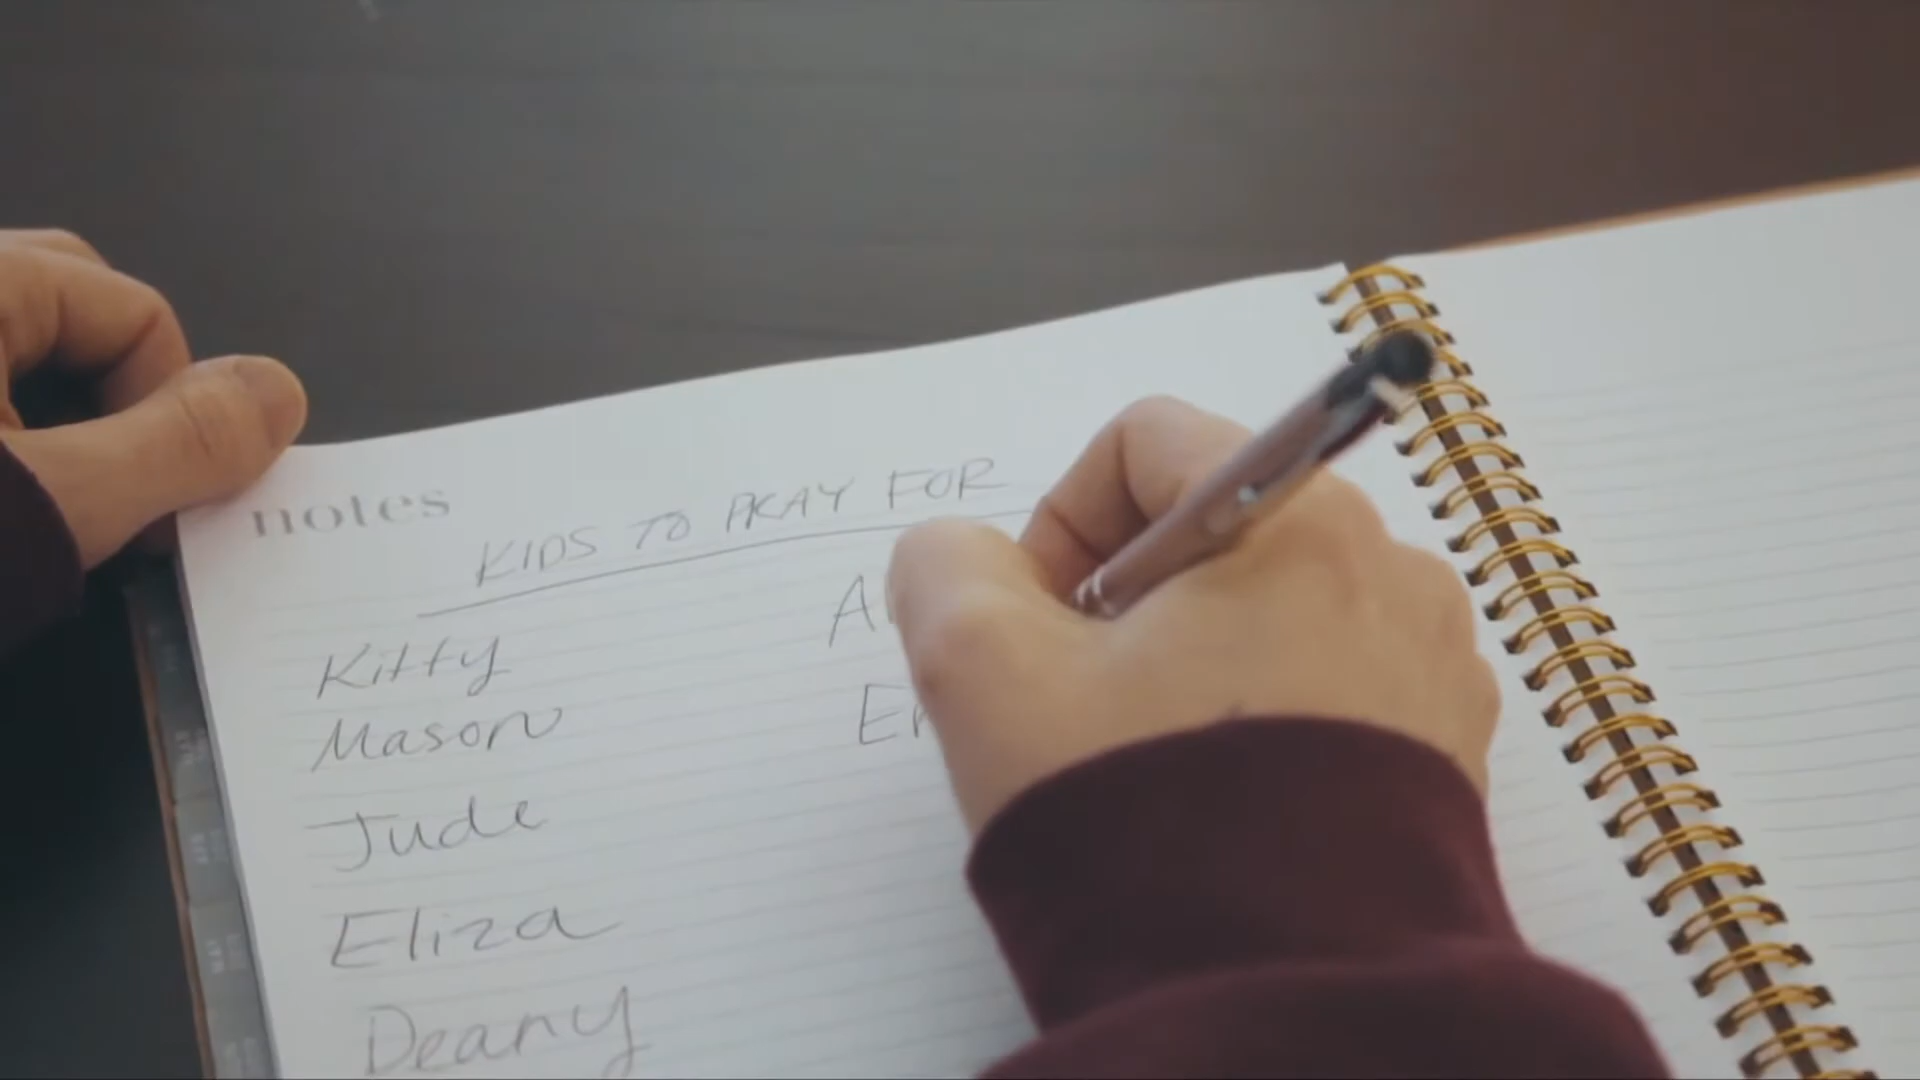 notes
KIDS TO PRAY FOR
Kitty
Mason
Jude
Eliza
Deany